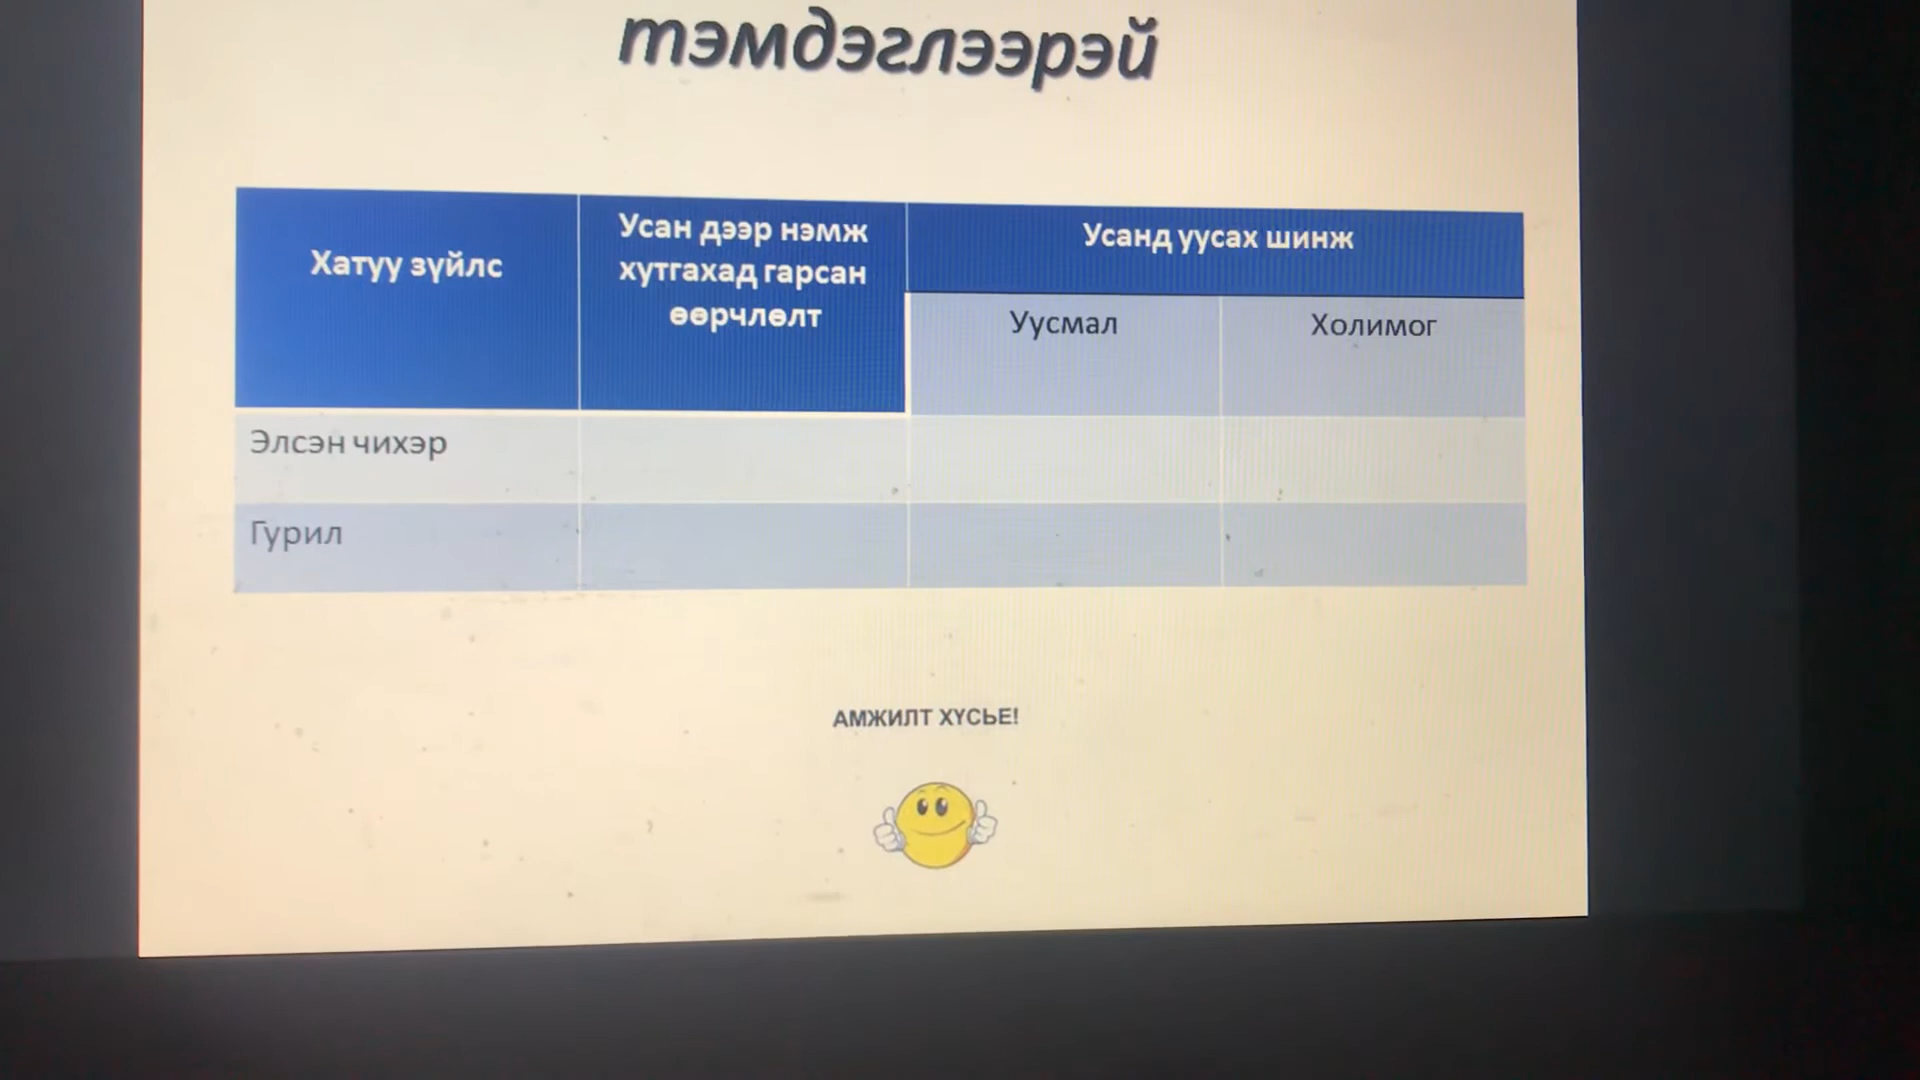 тэмдэглээрэй
Хатуу зүйлс
Усан дээр нэмж
хутгахад гарсан
өөрчлөлт
Усанд уусах шинж
Уусмал
Холимог
Элсэн чихэр
Гурил
АМЖИЛТ ХҮСЬЕ!